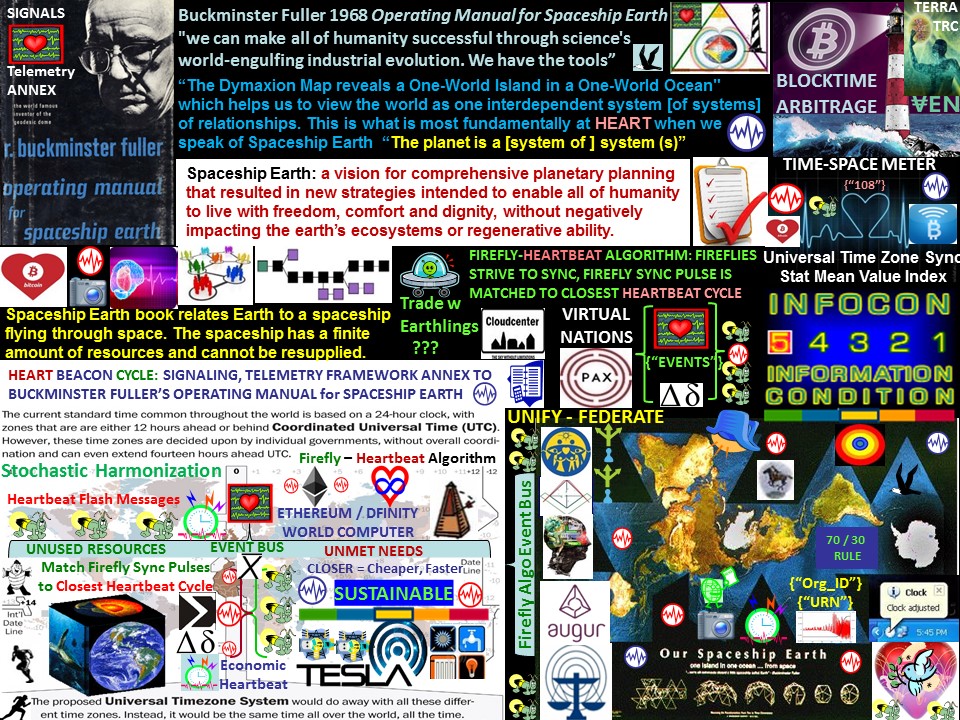 SIGNALS
Telemetry
ANNEX
the world famous
inventor of the
geodesic dome
r. buckminster fuller
operating manual
for
spaceship earth
Buckminster Fuller 1968 Operating Manual for Spaceship Earth
"we can make all of humanity successful through science's
world-engulfing industrial evolution. We have the tools”
“The Dymaxion Map reveals a One-World Island in a One-World Ocean"
which helps us to view the world as one interdependent system [of systems]
of relationships. This is what is most fundamentally at HEART when we
speak of Spaceship Earth “The planet is a [system of ] system (s)”
Spaceship Earth: a vision for comprehensive planetary planning
that resulted in new strategies intended to enable all of humanity
to live with freedom, comfort and dignity, without negatively
impacting the earth’s ecosystems or regenerative ability.
BLOCKTIME
ARBITRAGE
TERRA
TRC
∀EN
TIME-SPACE METER
{“108”}
Universal Time Zone Sync
Stat Mean Value Index
bitcoin
Spaceship Earth book relates Earth to a spaceship
flying through space. The spaceship has a finite
amount of resources and cannot be resupplied.
FIREFLY-HEARTBEAT ALGORITHM: FIREFLIES
STRIVE TO SYNC, FIREFLY SYNC PULSE IS
MATCHED TO CLOSEST HEARTBEAT CYCLE
Trade w
Earthlings
???
Cloudcenter
VIRTUAL
NATIONS
PAX
{“EVENTS”}
Δδ
INFOCON
5 4 3 2 1
INFORMATION
CONDITION
HEART BEACON CYCLE: SIGNALING, TELEMETRY FRAMEWORK ANNEX TO
BUCKMINSTER FULLER’S OPERATING MANUAL for SPACESHIP EARTH
The current standard time common throughout the world is based on a 24-hour clock, with
zones that are are either 12 hours ahead or behind Coordinated Universal Time (UTC).
However, these time zones are decided upon by individual governments, without overall coordi-
nation and can even extend fourteen hours ahead UTC.
Firefly – Heartbeat Algorithm
Stochastic Harmonization
0
Heartbeat Flash Messages
ETHEREUM / DFINITY
WORLD COMPUTER
UNUSED RESOURCES
EVENT BUS
UNMET NEEDS
Match Firefly Sync Pulses
to Closest Heartbeat Cycle
CLOSER = Cheaper, Faster
X
Date
Line
+14
Int'l
Date
Line
SUSTAINABLE
Σ
Δδ
Economic
Heartbeat
TESLA
The proposed Universal Timezone System would do away with all these differ-
ent time zones. Instead, it would be the same time all over the world, all the time.
UNIFY - FEDERATE
Firefly Algo Event Bus
augur
70 / 30
RULE
{“Org_ID”}
{“URN”}
Clock
Clock adjusted
5:45 PM
Our Spaceship Earth
one island in one ocean ... from space